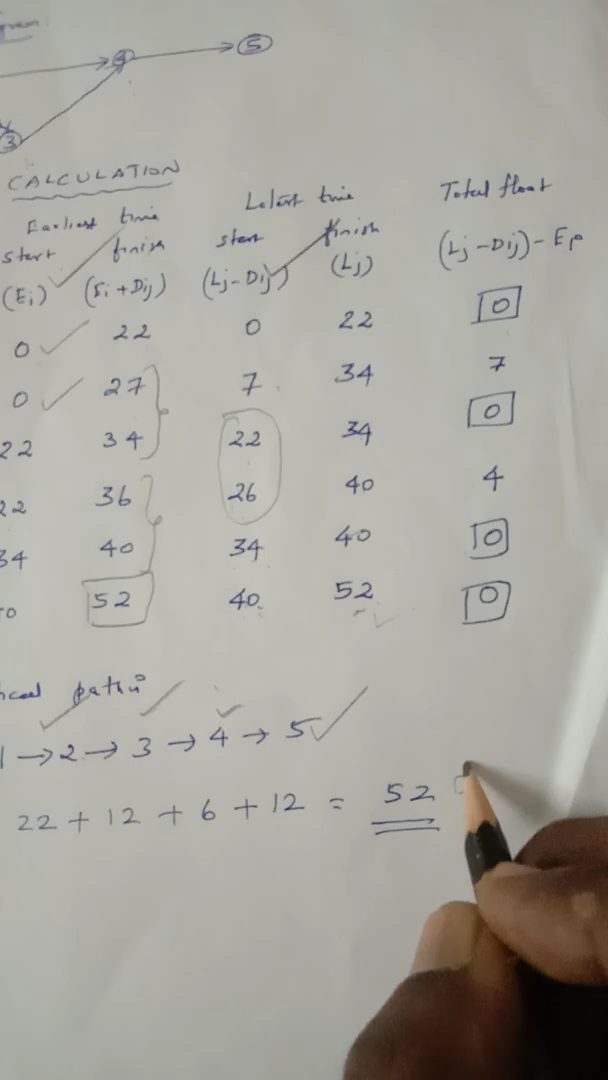 4 5
3
CALCULATION
Earliest time Latest time Total float
start finish start finish
(Ei) (Ei + Dij) (Lj - Dij) (Lj) (Lj - Dij) - Ei
0 22 0 22 0
0 27 7 34 7
22 34 22 34 0
22 36 26 40 4
34 40 34 40 0
0 52 40 52 0
path:
1 → 2 → 3 → 4 → 5
22 + 12 + 6 + 12 = 52